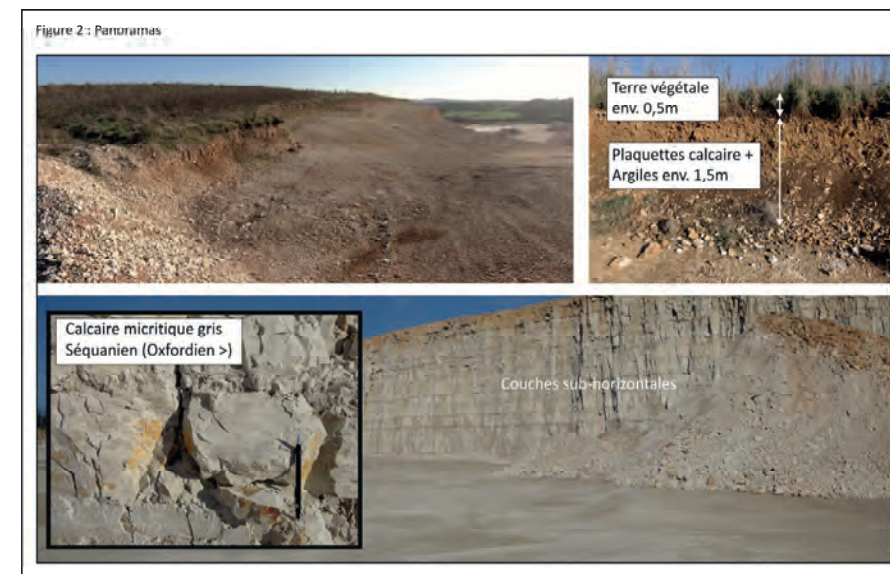 Figure 2 : Panoramas
Terre végétale
env. 0,5m
Plaquettes calcaire +
Argiles env. 1,5m
Calcaire micritique gris
Séquanien (Oxfordien >)
Couches sub-horizontales